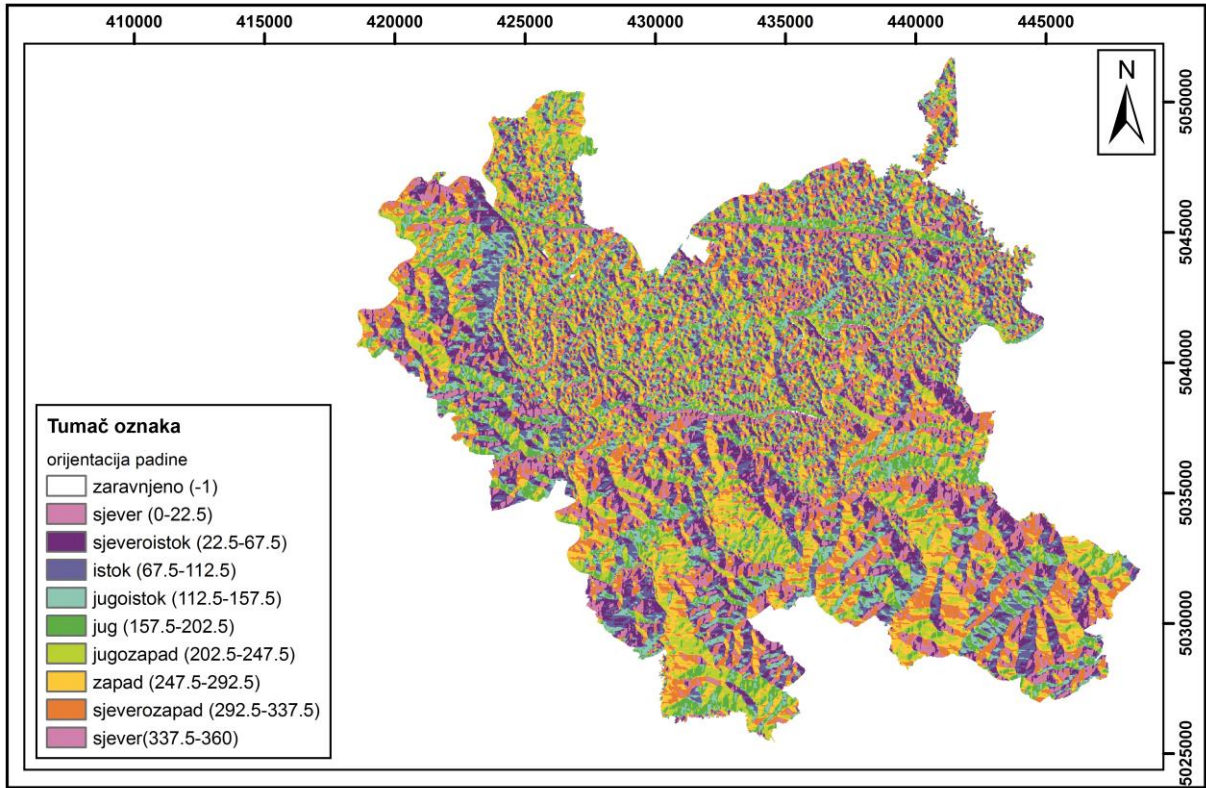 410000 415000 420000 425000 430000 435000 440000 445000
N
5050000
5045000
5040000
5035000
5030000
5025000
Tumač oznaka
orijentacija padine
zaravnjeno (-1)
sjever (0-22.5)
sjeveroistok (22.5-67.5)
istok (67.5-112.5)
jugoistok (112.5-157.5)
jug (157.5-202.5)
jugozapad (202.5-247.5)
zapad (247.5-292.5)
sjeverozapad (292.5-337.5)
sjever(337.5-360)